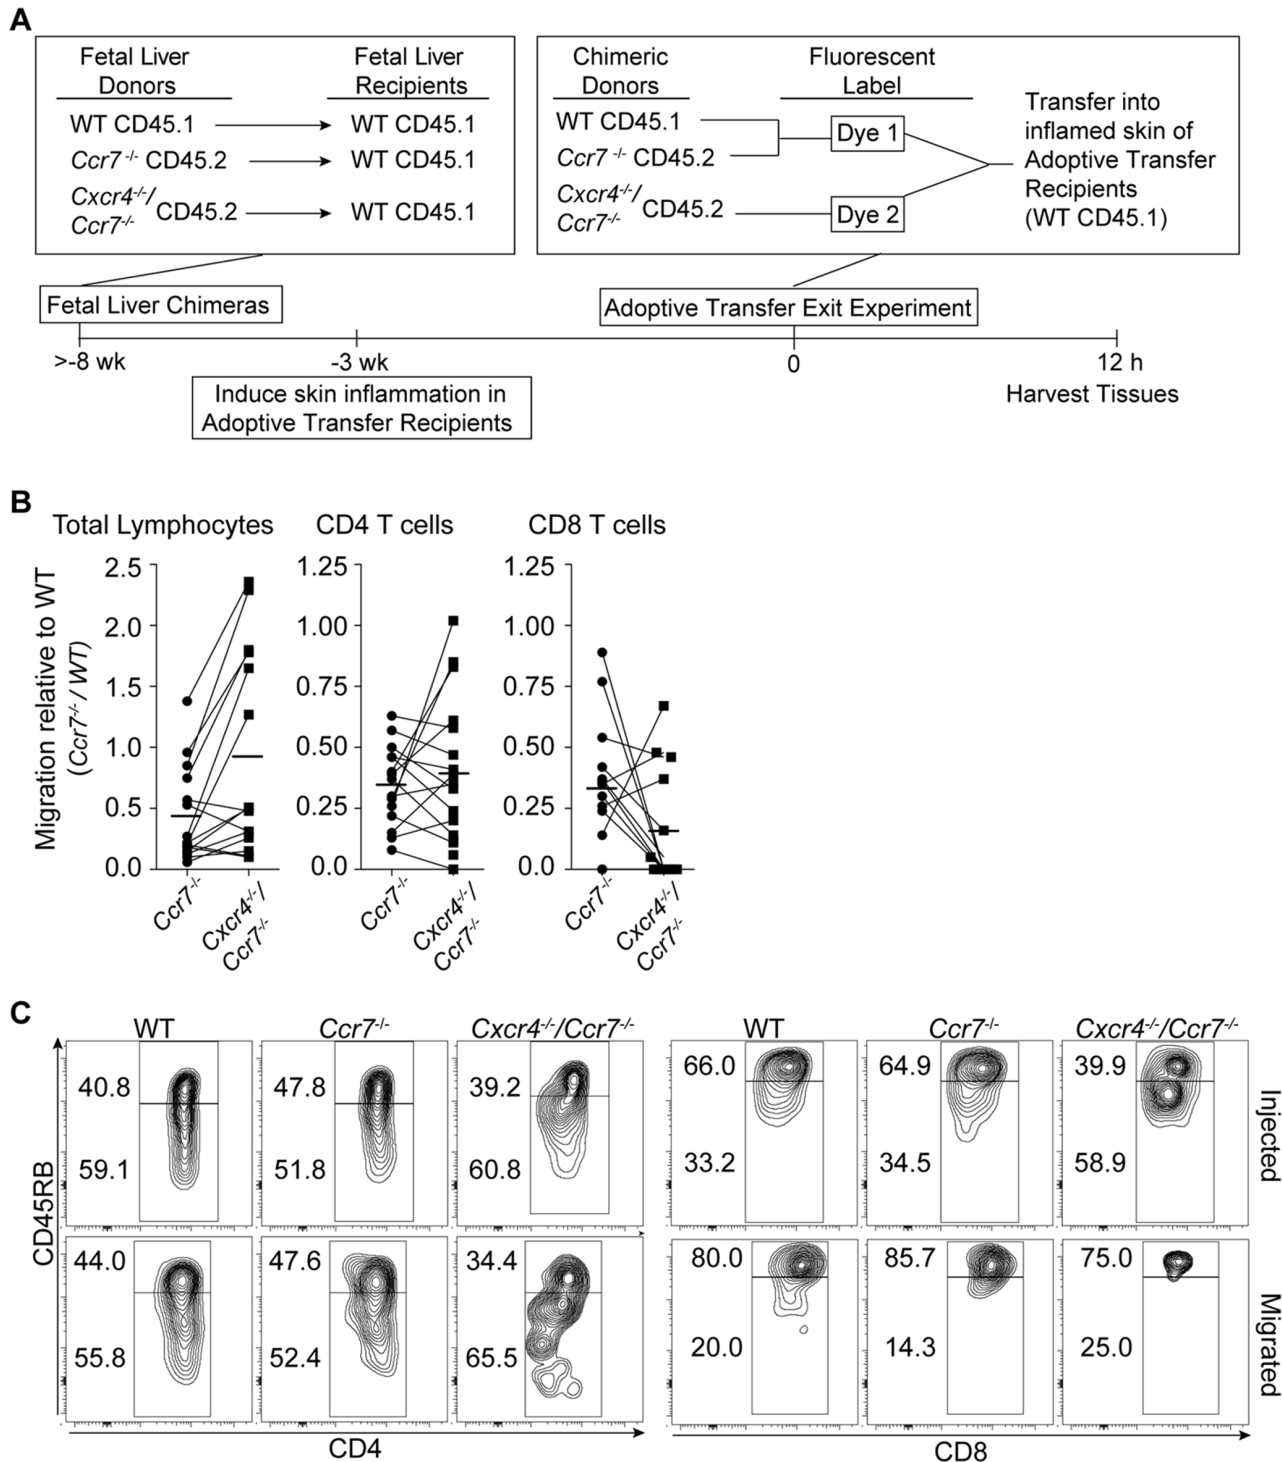 A
Fetal Liver
Donors
Fetal Liver
Recipients
WT CD45.1
WT CD45.1
Ccr7 -/- CD45.2
WT CD45.1
Cxcr4-/-/
Ccr7-/-
CD45.2
WT CD45.1
Chimeric
Donors
Fluorescent
Label
WT CD45.1
Ccr7 -/- CD45.2
Cxcr4-/-/
Ccr7-/-
CD45.2
Dye 1
Dye 2
Transfer into
inflamed skin of
Adoptive Transfer
Recipients
(WT CD45.1)
Fetal Liver Chimeras
Adoptive Transfer Exit Experiment
>-8 wk
-3 wk
0
12 h
Induce skin inflammation in
Adoptive Transfer Recipients
Harvest Tissues
B
Total Lymphocytes
CD4 T cells
CD8 T cells
Migration relative to WT
(Ccr7-/- / WT)
2.5
2.0
1.5
1.0
0.5
0.0
1.25
1.00
0.75
0.50
0.25
0.0
1.25
1.00
0.75
0.50
0.25
0.0
Ccr7-/-
Cxcr4-/-/
Ccr7-/-
Ccr7-/-
Cxcr4-/-/
Ccr7-/-
Ccr7-/-
Cxcr4-/-/
Ccr7-/-
C
WT
Ccr7-/-
Cxcr4-/-/Ccr7-/-
WT
Ccr7-/-
Cxcr4-/-/Ccr7-/-
40.8
59.1
47.8
51.8
39.2
60.8
66.0
33.2
64.9
34.5
39.9
58.9
Injected
44.0
55.8
47.6
52.4
34.4
65.5
80.0
20.0
85.7
14.3
75.0
25.0
Migrated
CD45RB
CD4
CD8